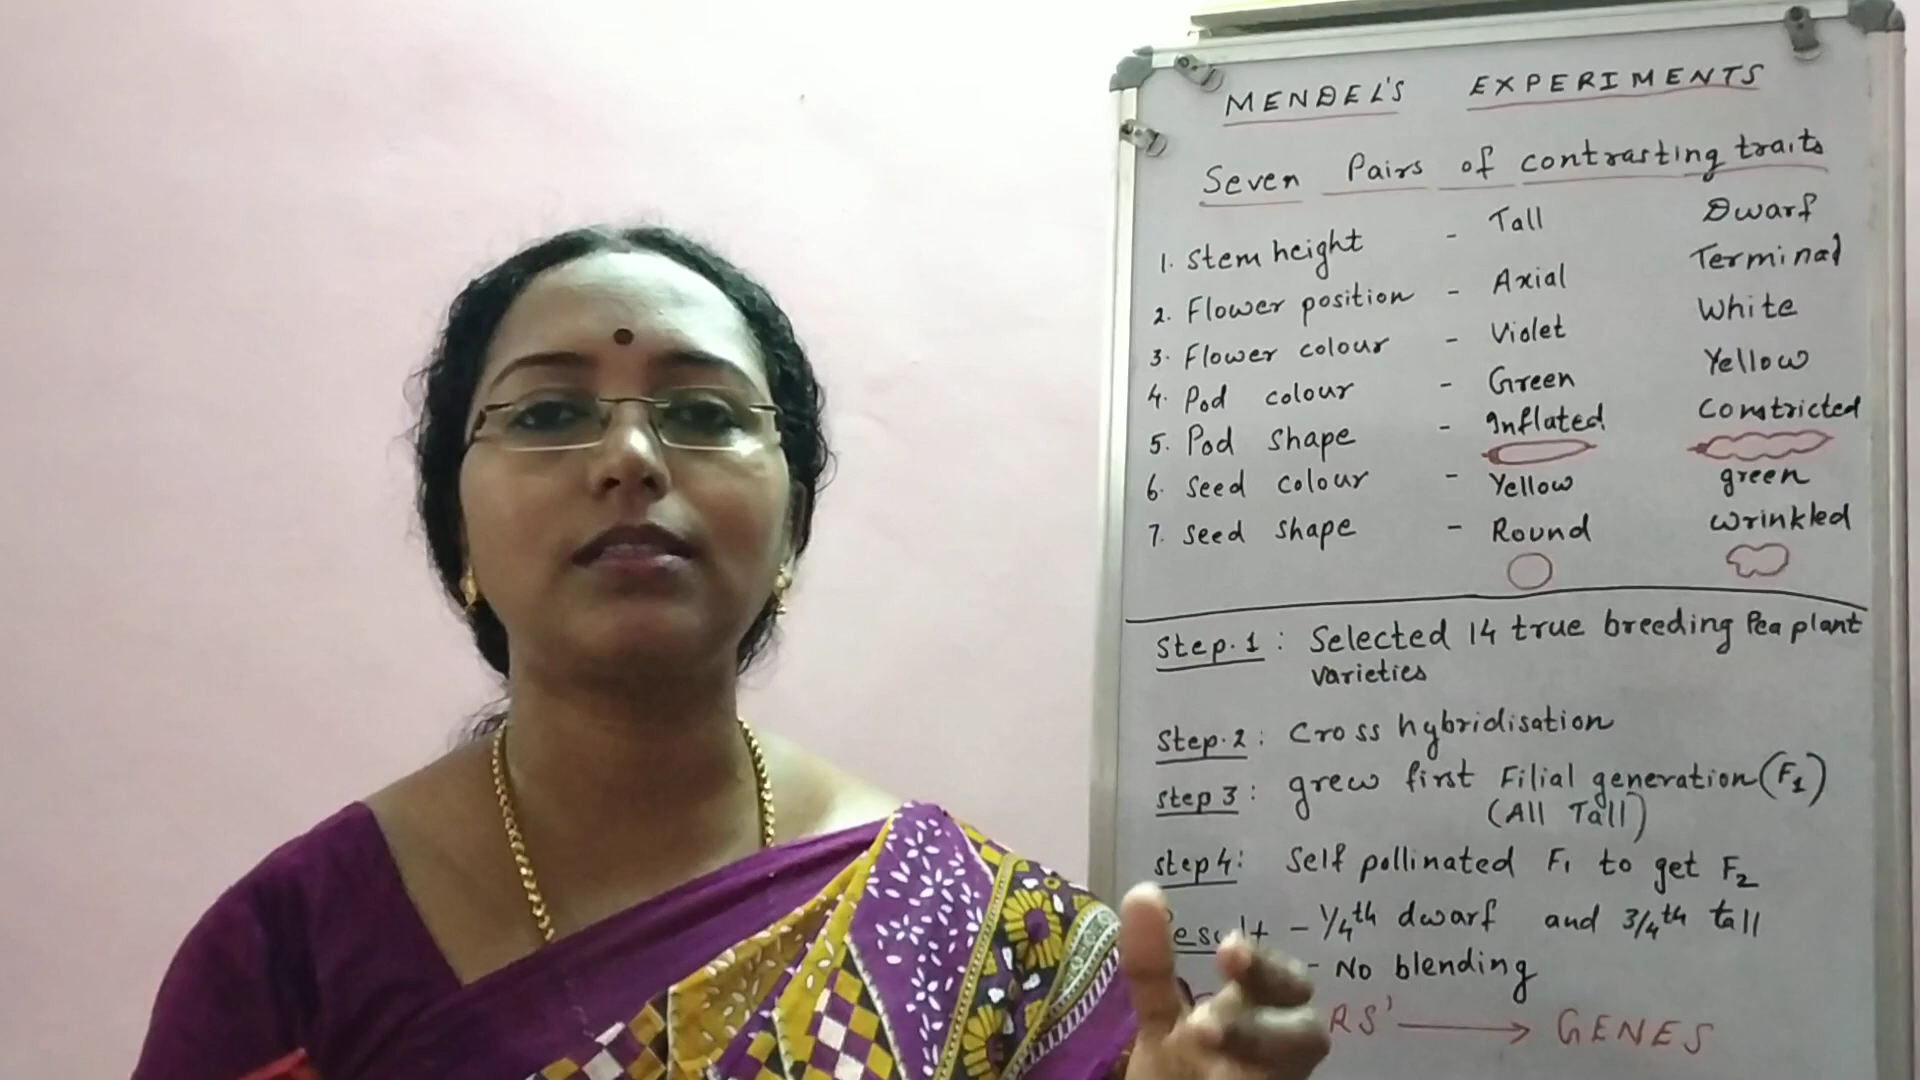 MENDEL'S EXPERIMENTS
Seven Pairs of contrasting traits
1. Stem height - Tall Dwarf
2. Flower position - Axial Terminal
3. Flower colour - Violet White
4. Pod colour - Green Yellow
5. Pod shape - Inflated Constricted
6. Seed colour - Yellow green
7. Seed shape - Round wrinkled
Step.1 : Selected 14 true breeding Pea plant
varieties
Step.2 : Cross hybridisation
Step 3 : grew first Filial generation (F1)
(All Tall)
Step 4 : Self pollinated F1 to get F2
esult - 1/4th dwarf and 3/4th tall
- No blending
RS' → GENES